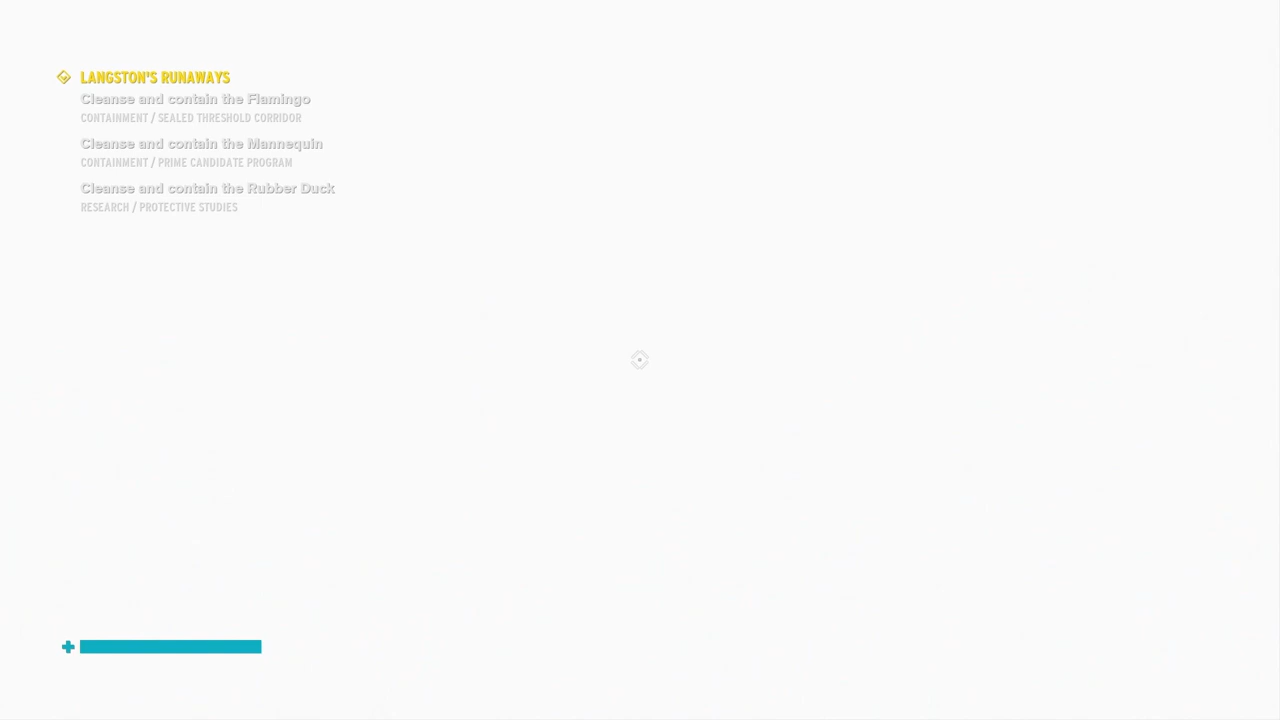 LANGSTON'S RUNAWAYS
Cleanse and contain the Flamingo
CONTAINMENT / SEALED THRESHOLD CORRIDOR
Cleanse and contain the Mannequin
CONTAINMENT / PRIME CANDIDATE PROGRAM
Cleanse and contain the Rubber Duck
RESEARCH / PROTECTIVE STUDIES